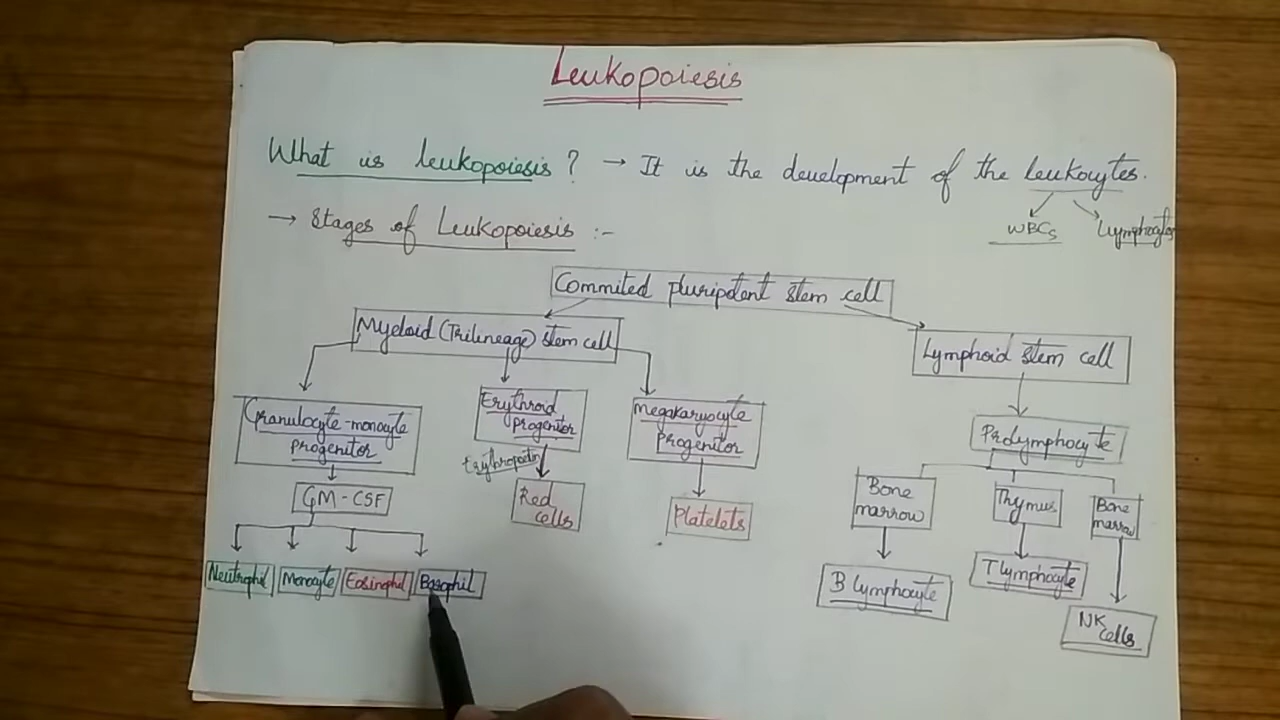 Leukopoiesis
What is leukopoiesis? → It is the development of the leukocytes.
WBCs
Lymphocytes
→ Stages of Leukopoiesis :-
Commited pluripotent stem cell
Myeloid (Trilineage) stem cell
Lymphoid stem cell
Granulocyte-monocyte
progenitor
Erythroid
progenitor
Megakaryocyte
progenitor
Prolymphocyte
Erythropoetin
GM-CSF
Red
cells
Platelets
Bone
marrow
Thymus
Bone
marrow
Neutrophil
Monocyte
Eosinophil
Basophil
B lymphocyte
T lymphocyte
NK
cells